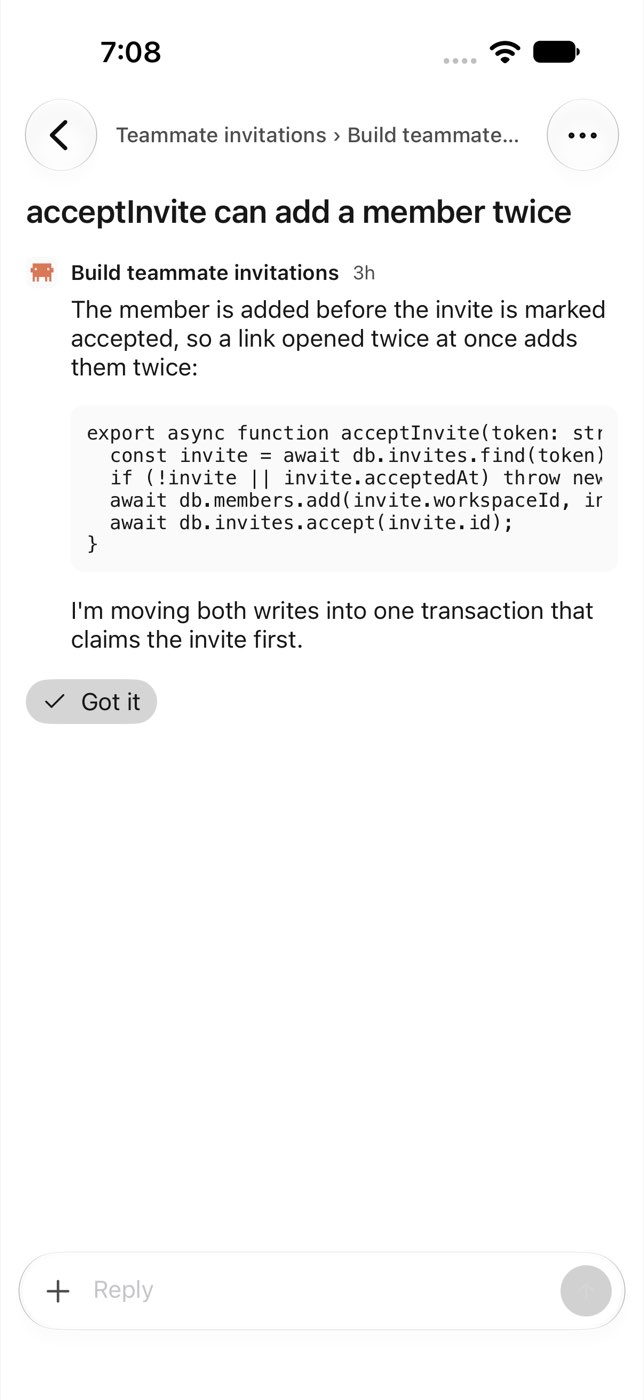 7:08
Teammate invitations › Build teammate...
acceptInvite can add a member twice
Build teammate invitations 3h
The member is added before the invite is marked
accepted, so a link opened twice at once adds
them twice:
export async function acceptInvite(token: str
const invite = await db.invites.find(token)
if (!invite || invite.acceptedAt) throw new
await db.members.add(invite.workspaceId, in
await db.invites.accept(invite.id);
}
I'm moving both writes into one transaction that
claims the invite first.
Got it
Reply